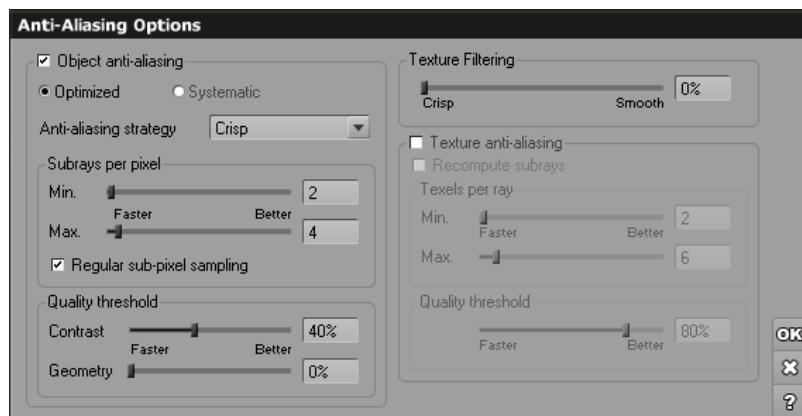 Anti-Aliasing Options
Object anti-aliasing
Optimized Systematic
Anti-aliasing strategy Crisp
Subrays per pixel
Min. 2
Faster Better
Max. 4
Regular sub-pixel sampling
Quality threshold
Contrast 40%
Faster Better
Geometry 0%
Texture Filtering
0%
Crisp Smooth
Texture anti-aliasing
Recompute subrays
Texels per ray
Min. 2
Faster Better
Max. 6
Quality threshold
80%
Faster Better
OK
?